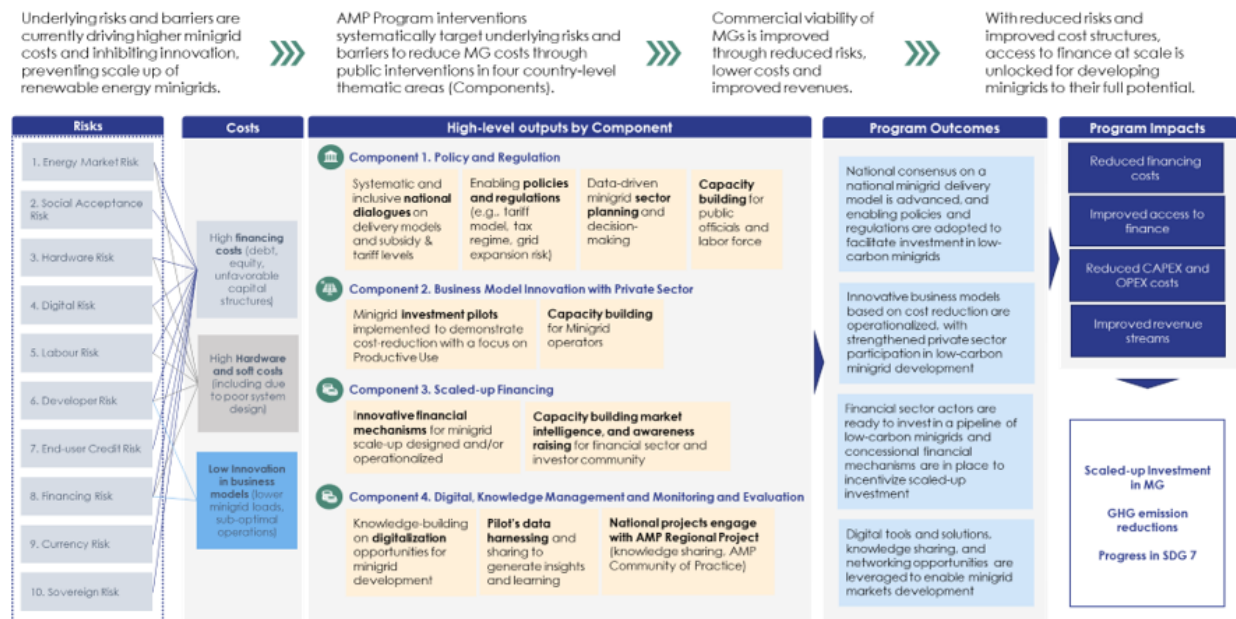 Underlying risks and barriers are
currently driving higher minigrid
costs and inhibiting innovation,
preventing scale up of
renewable energy minigrids.
AMP Program interventions
systematically target underlying risks and
barriers to reduce MG costs through
public interventions in four country-level
thematic areas (Components).
Commercial viability of
MGs is improved
through reduced risks,
lower costs and
improved revenues.
With reduced risks and
improved cost structures,
access to finance at scale is
unlocked for developing
minigrids to their full potential.
Risks
1. Energy Market Risk
2. Social Acceptance
Risk
3. Hardware Risk
4. Digital Risk
5. Labour Risk
6. Developer Risk
7. End-user Credit Risk
8. Financing Risk
9. Currency Risk
10. Sovereign Risk
Costs
High financing
costs (debt,
equity,
unfavorable
capital
structures)
High Hardware
and soft costs
(including due
to poor system
design)
Low Innovation
in business
models (lower
minigrid loads,
sub-optimal
operations)
High-level outputs by Component
Component 1. Policy and Regulation
Systematic and
inclusive national
dialogues on
delivery models
and subsidy &
tariff levels
Enabling policies
and regulations
(e.g., tariff
model, tax
regime, grid
expansion risk)
Data-driven
minigrid sector
planning and
decision-
making
Capacity
building for
public
officials and
labor force
Component 2. Business Model Innovation with Private Sector
Minigrid investment pilots
implemented to demonstrate
cost-reduction with a focus on
Productive Use
Capacity building
for Minigrid
operators
Component 3. Scaled-up Financing
Innovative financial
mechanisms for minigrid
scale-up designed and/or
operationalized
Capacity building market
intelligence, and awareness
raising for financial sector and
investor community
Component 4. Digital, Knowledge Management and Monitoring and Evaluation
Knowledge-building
on digitalization
opportunities for
minigrid
development
Pilot's data
harnessing and
sharing to
generate insights
and learning
National projects engage
with AMP Regional Project
(knowledge sharing, AMP
Community of Practice)
Program Outcomes
National consensus on a
national minigrid delivery
model is advanced, and
enabling policies and
regulations are adopted to
facilitate investment in low-
carbon minigrids
Innovative business models
based on cost reduction are
operationalized, with
strengthened private sector
participation in low-carbon
minigrid development
Financial sector actors are
ready to invest in a pipeline of
low-carbon minigrids and
concessional financial
mechanisms are in place to
incentivize scaled-up
investment
Digital tools and solutions,
knowledge sharing, and
networking opportunities are
leveraged to enable minigrid
markets development
Program Impacts
Reduced financing
costs
Improved access to
finance
Reduced CAPEX and
OPEX costs
Improved revenue
streams
Scaled-up Investment
in MG
GHG emission
reductions
Progress in SDG 7